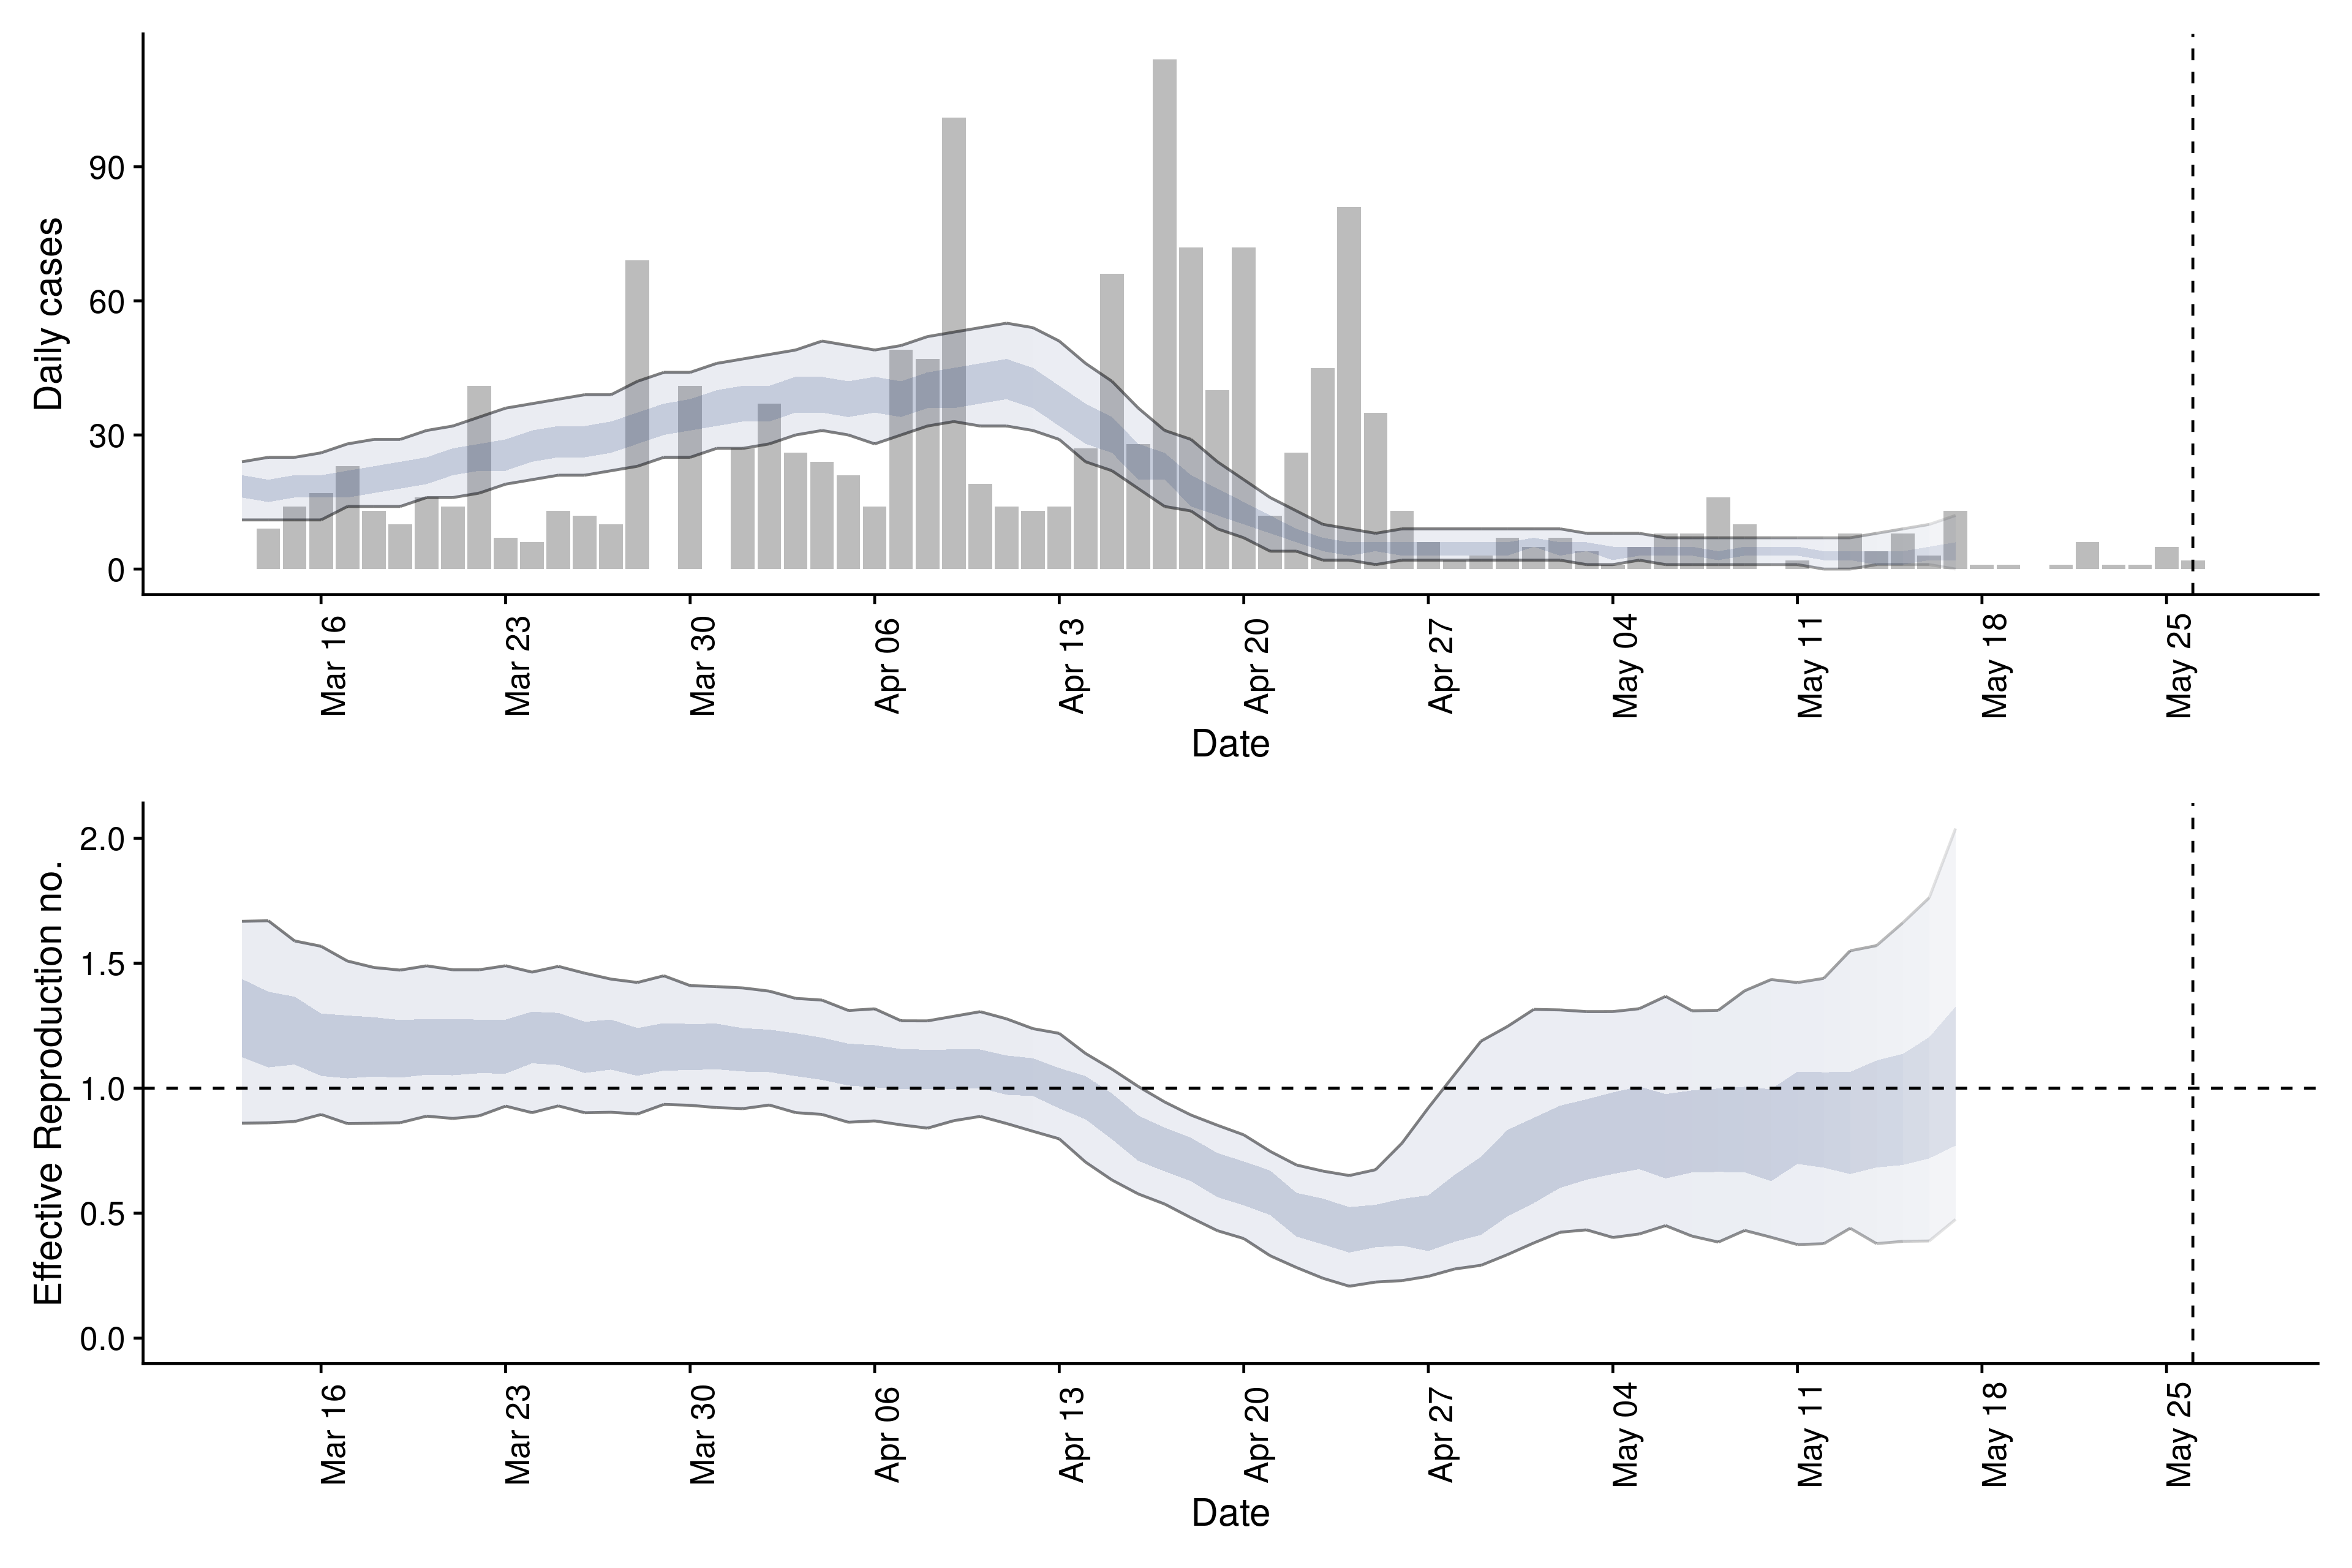 Daily cases
90
60
30
0
Mar 16
Mar 23
Mar 30
Apr 06
Apr 13
Apr 20
Apr 27
May 04
May 11
May 18
May 25
Date
Effective Reproduction no.
2.0
1.5
1.0
0.5
0.0
Mar 16
Mar 23
Mar 30
Apr 06
Apr 13
Apr 20
Apr 27
May 04
May 11
May 18
May 25
Date